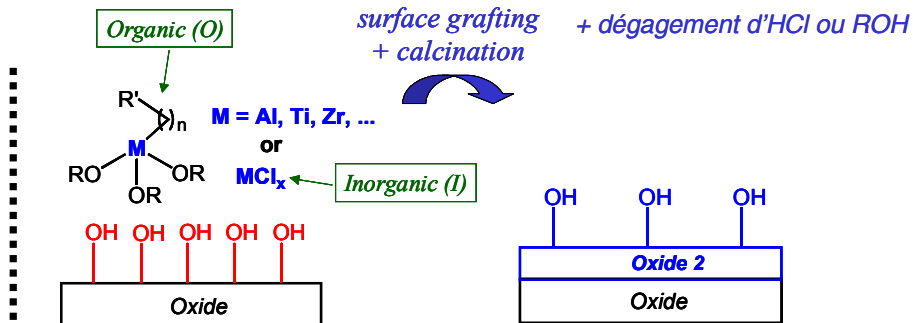 Organic (O)
surface grafting
+ calcination
+ dégagement d'HCl ou ROH
R'
( )n
M = Al, Ti, Zr, ...
or
MClx
Inorganic (I)
M
RO
OR
OR
OH OH OH OH OH
Oxide
OH OH OH
Oxide 2
Oxide